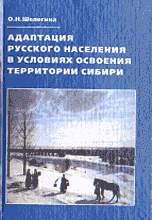 О.Н.Шелегина
АДАПТАЦИЯ
РУССКОГО НАСЕЛЕНИЯ
В УСЛОВИЯХ ОСВОЕНИЯ
ТЕРРИТОРИИ СИБИРИ